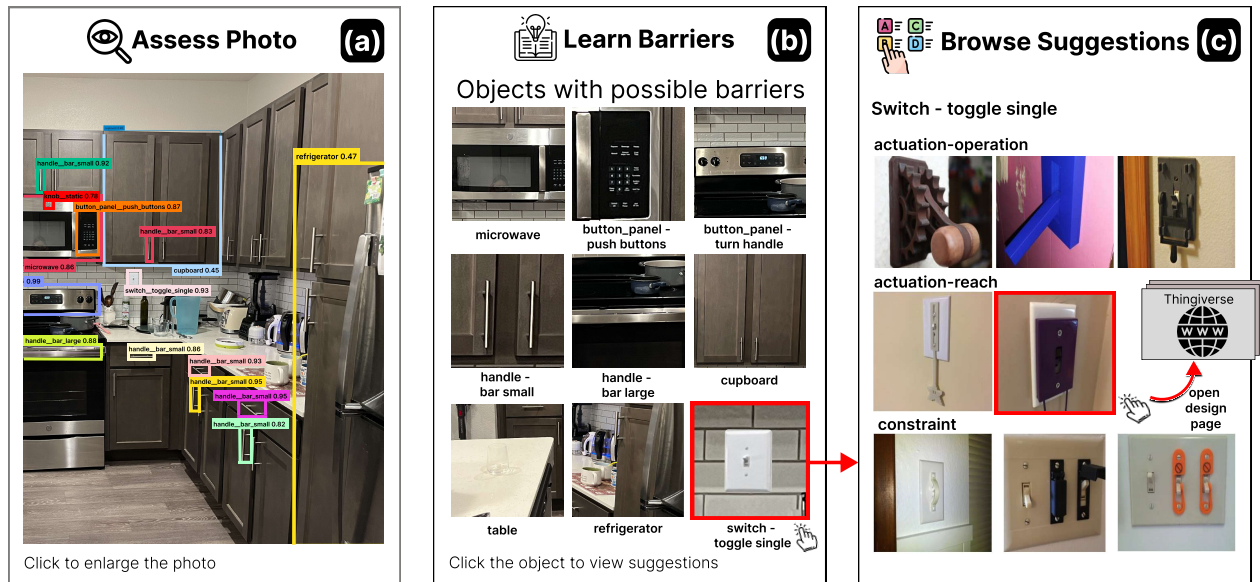 Assess Photo
(a)
handle__bar_small 0.92
knob__static 0.78
button_panel__push_buttons 0.87
handle__bar_small 0.83
microwave 0.86
cupboard 0.45
refrigerator 0.47
0.99
switch__toggle_single 0.93
handle__bar_large 0.88
handle__bar_small 0.86
handle__bar_small 0.93
handle__bar_small 0.95
handle__bar_small 0.95
handle__bar_small 0.82
Click to enlarge the photo
Learn Barriers
(b)
Objects with possible barriers
microwave
button_panel -
push buttons
button_panel -
turn handle
handle -
bar small
handle -
bar large
cupboard
table
refrigerator
switch -
toggle single
Click the object to view suggestions
A
C
B
D
Browse Suggestions
(c)
Switch - toggle single
actuation-operation
actuation-reach
Thingiverse
WWW
open
design
page
constraint